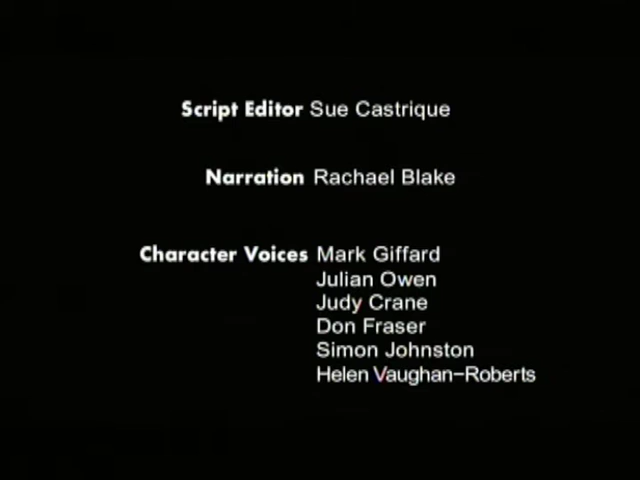 Script Editor Sue Castrique
Narration Rachael Blake
Character Voices Mark Giffard
Julian Owen
Judy Crane
Don Fraser
Simon Johnston
Helen Vaughan-Roberts